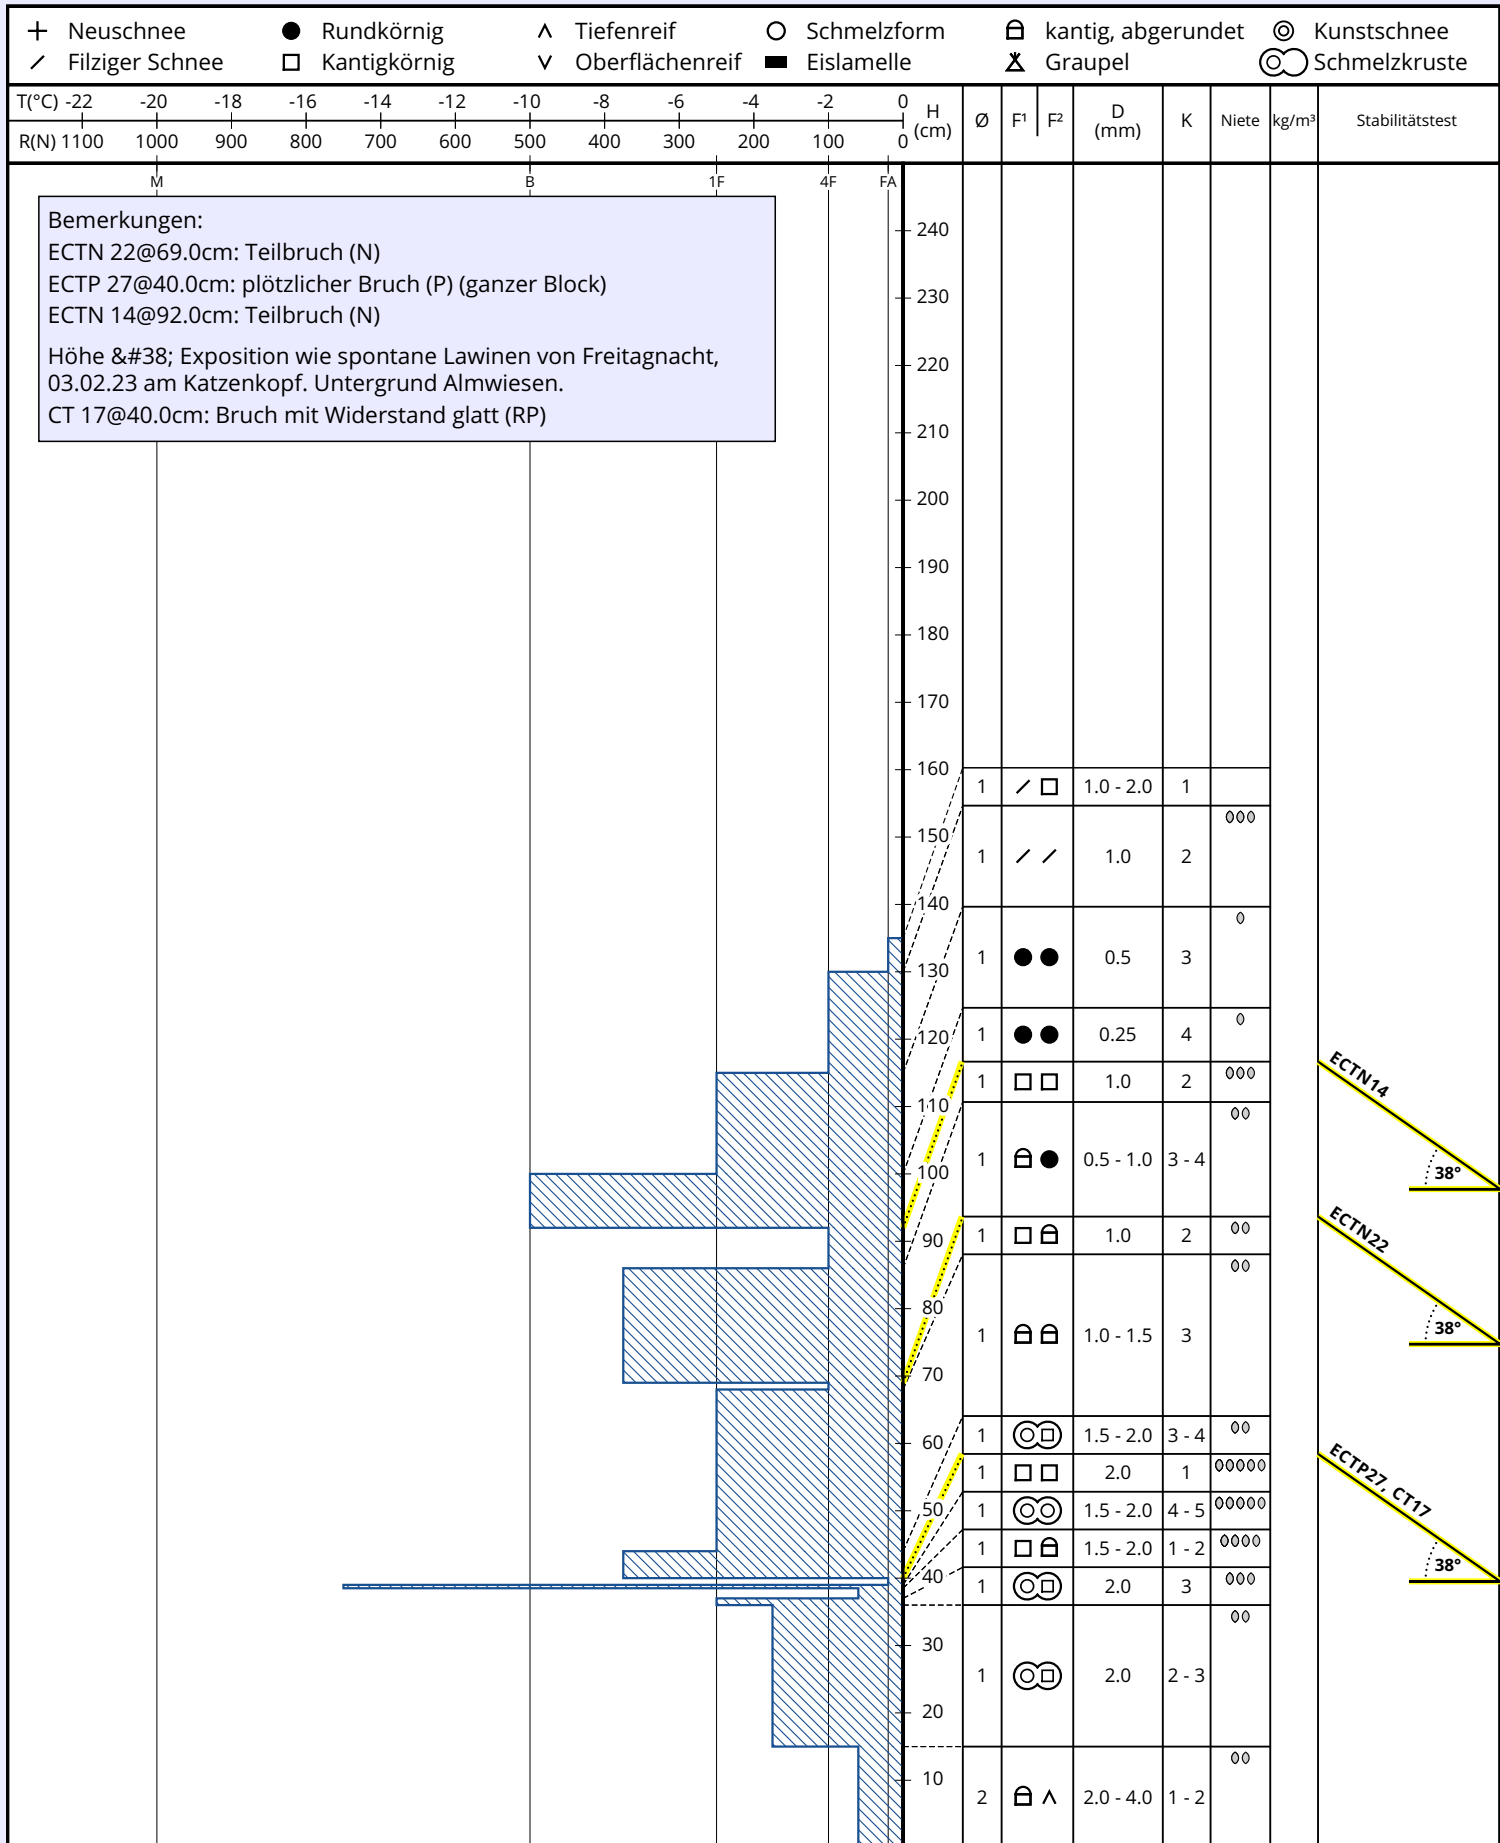 Neuschnee Rundkörnig Tiefenreif Schmelzform kantig, abgerundet Kunstschnee
Filziger Schnee Kantigkörnig Oberflächenreif Eislamelle Graupel Schmelzkruste
T(°C) -22 -20 -18 -16 -14 -12 -10 -8 -6 -4 -2 0
R(N) 1100 1000 900 800 700 600 500 400 300 200 100 0
H (cm) Ø F¹ F² D (mm) K Niete kg/m³ Stabilitätstest
M B 1F 4F FA
Bemerkungen:
ECTN 22@69.0cm: Teilbruch (N)
ECTP 27@40.0cm: plötzlicher Bruch (P) (ganzer Block)
ECTN 14@92.0cm: Teilbruch (N)
Höhe &#38; Exposition wie spontane Lawinen von Freitagnacht,
03.02.23 am Katzenkopf. Untergrund Almwiesen.
CT 17@40.0cm: Bruch mit Widerstand glatt (RP)
240
230
220
210
200
190
180
170
160
150
140
130
120
110
100
90
80
70
60
50
40
30
20
10
1 1.0 - 2.0 1
1 1.0 2
1 0.5 3
1 0.25 4
1 1.0 2
1 0.5 - 1.0 3 - 4
1 1.0 2
1 1.0 - 1.5 3
1 1.5 - 2.0 3 - 4
1 2.0 1
1 1.5 - 2.0 4 - 5
1 1.5 - 2.0 1 - 2
1 2.0 3
1 2.0 2 - 3
2 2.0 - 4.0 1 - 2
ECTN14
38°
ECTN22
38°
ECTP27, CT17
38°